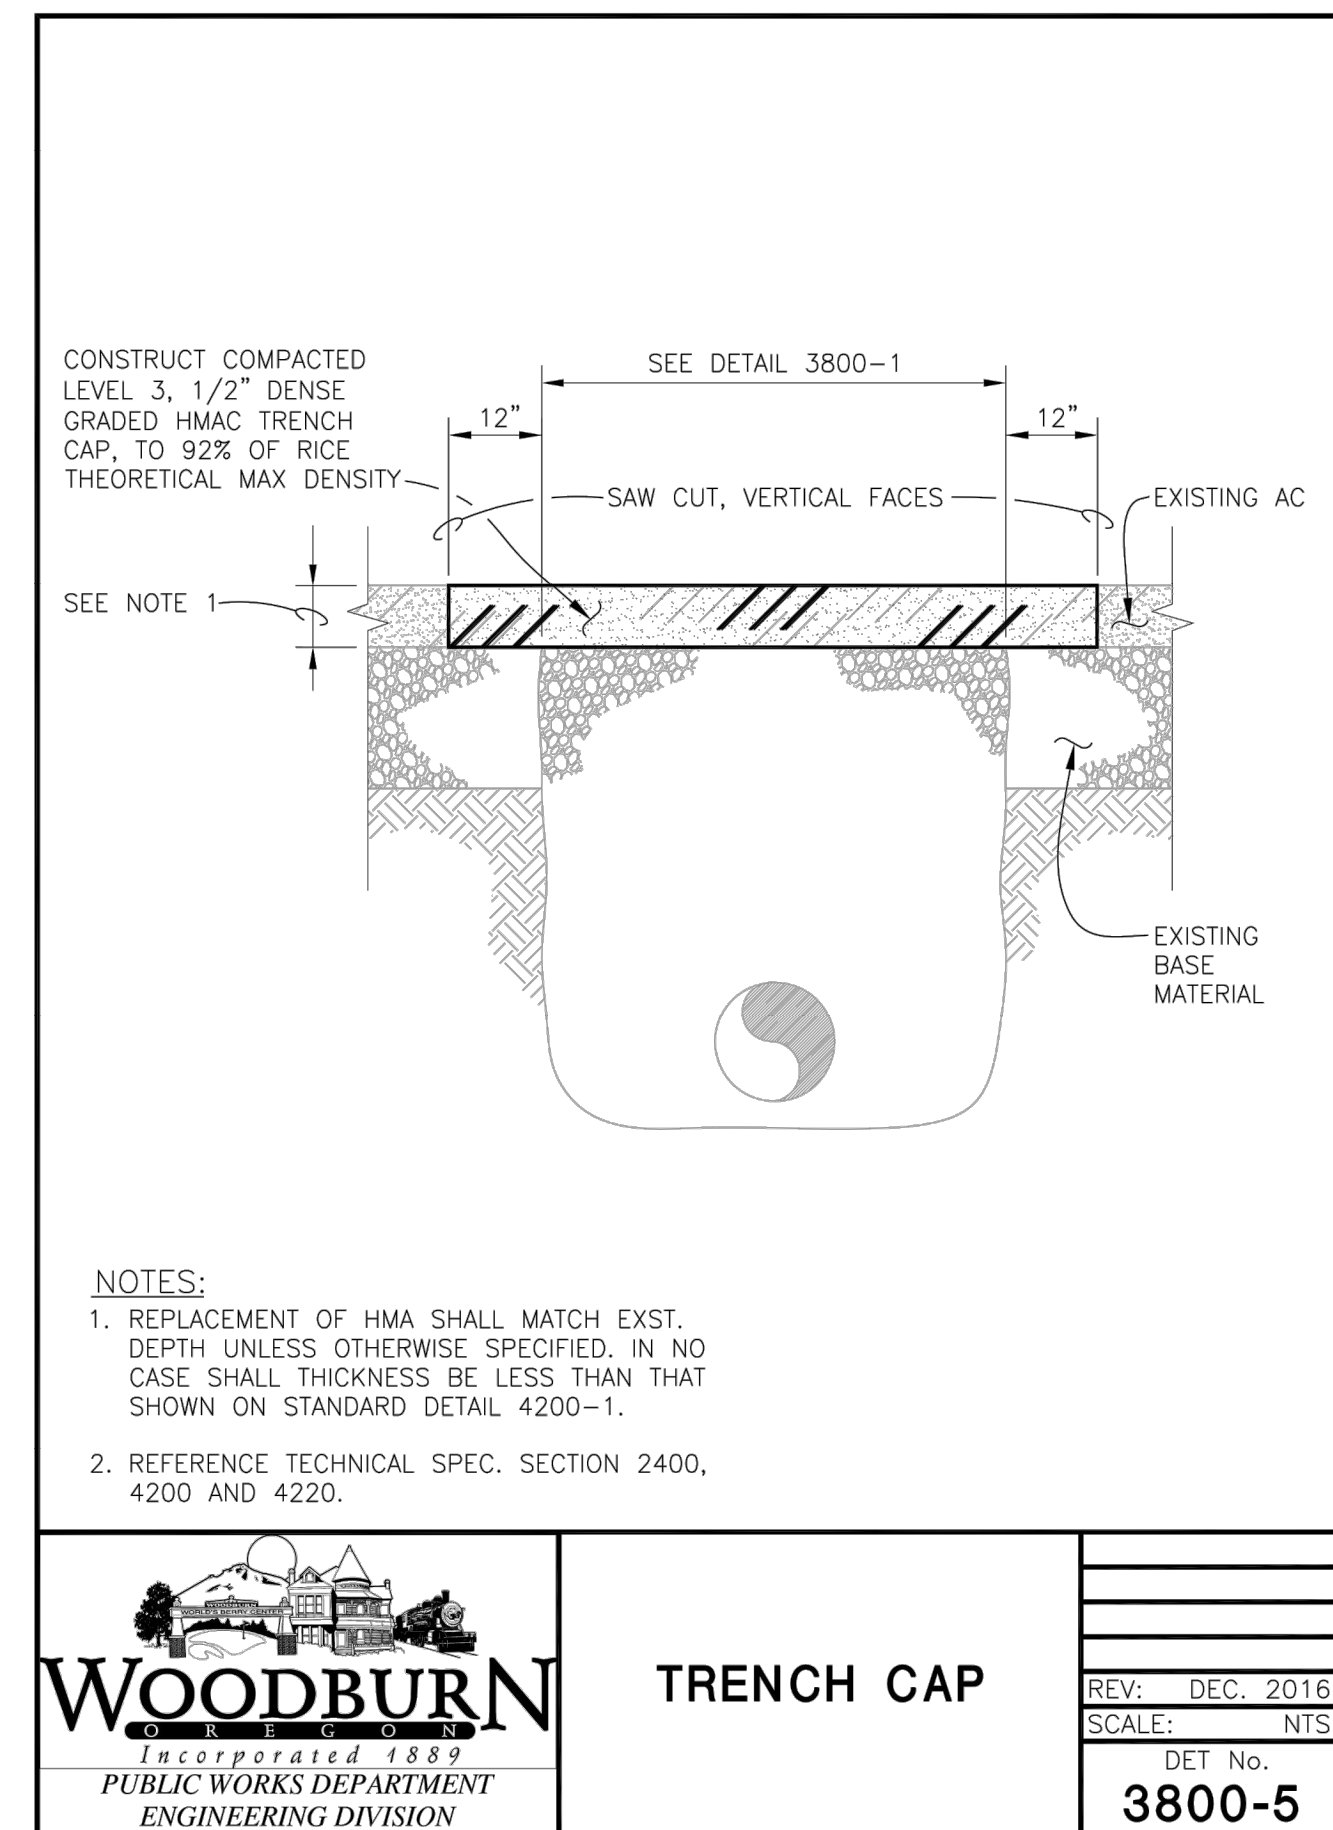 CONSTRUCT COMPACTED
LEVEL 3, 1/2" DENSE
GRADED HMAC TRENCH
CAP, TO 92% OF RICE
THEORETICAL MAX DENSITY
SEE DETAIL 3800-1
12"
12"
SAW CUT, VERTICAL FACES
EXISTING AC
SEE NOTE 1
EXISTING
BASE
MATERIAL
NOTES:
1. REPLACEMENT OF HMA SHALL MATCH EXST.
DEPTH UNLESS OTHERWISE SPECIFIED. IN NO
CASE SHALL THICKNESS BE LESS THAN THAT
SHOWN ON STANDARD DETAIL 4200-1.
2. REFERENCE TECHNICAL SPEC. SECTION 2400,
4200 AND 4220.
WOODBURN
WORLD'S BERRY CENTER
WOODBURN
OREGON
Incorporated 1889
PUBLIC WORKS DEPARTMENT
ENGINEERING DIVISION
TRENCH CAP
REV: DEC. 2016
SCALE: NTS
DET No.
3800-5